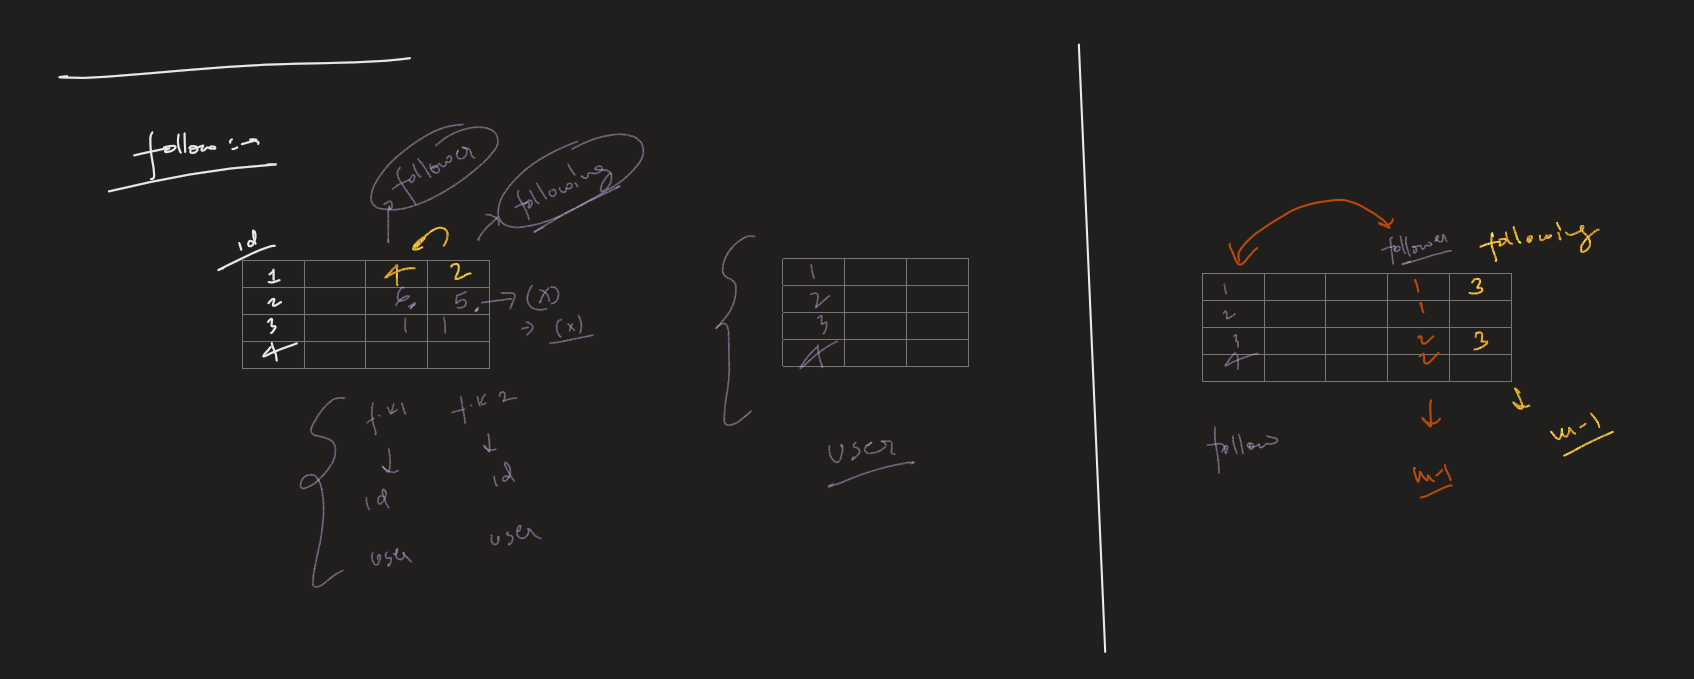 follow :-
follower
following
id
1 4 2
2 6. 5. → (x)
3 1 1 → (x)
4
f.k1 f.k2
↓ ↓
id id
user user
1
2
3
4
user
follower following
1 1 3
2 1
3 2 3
4 2
follow
m-1
m-1